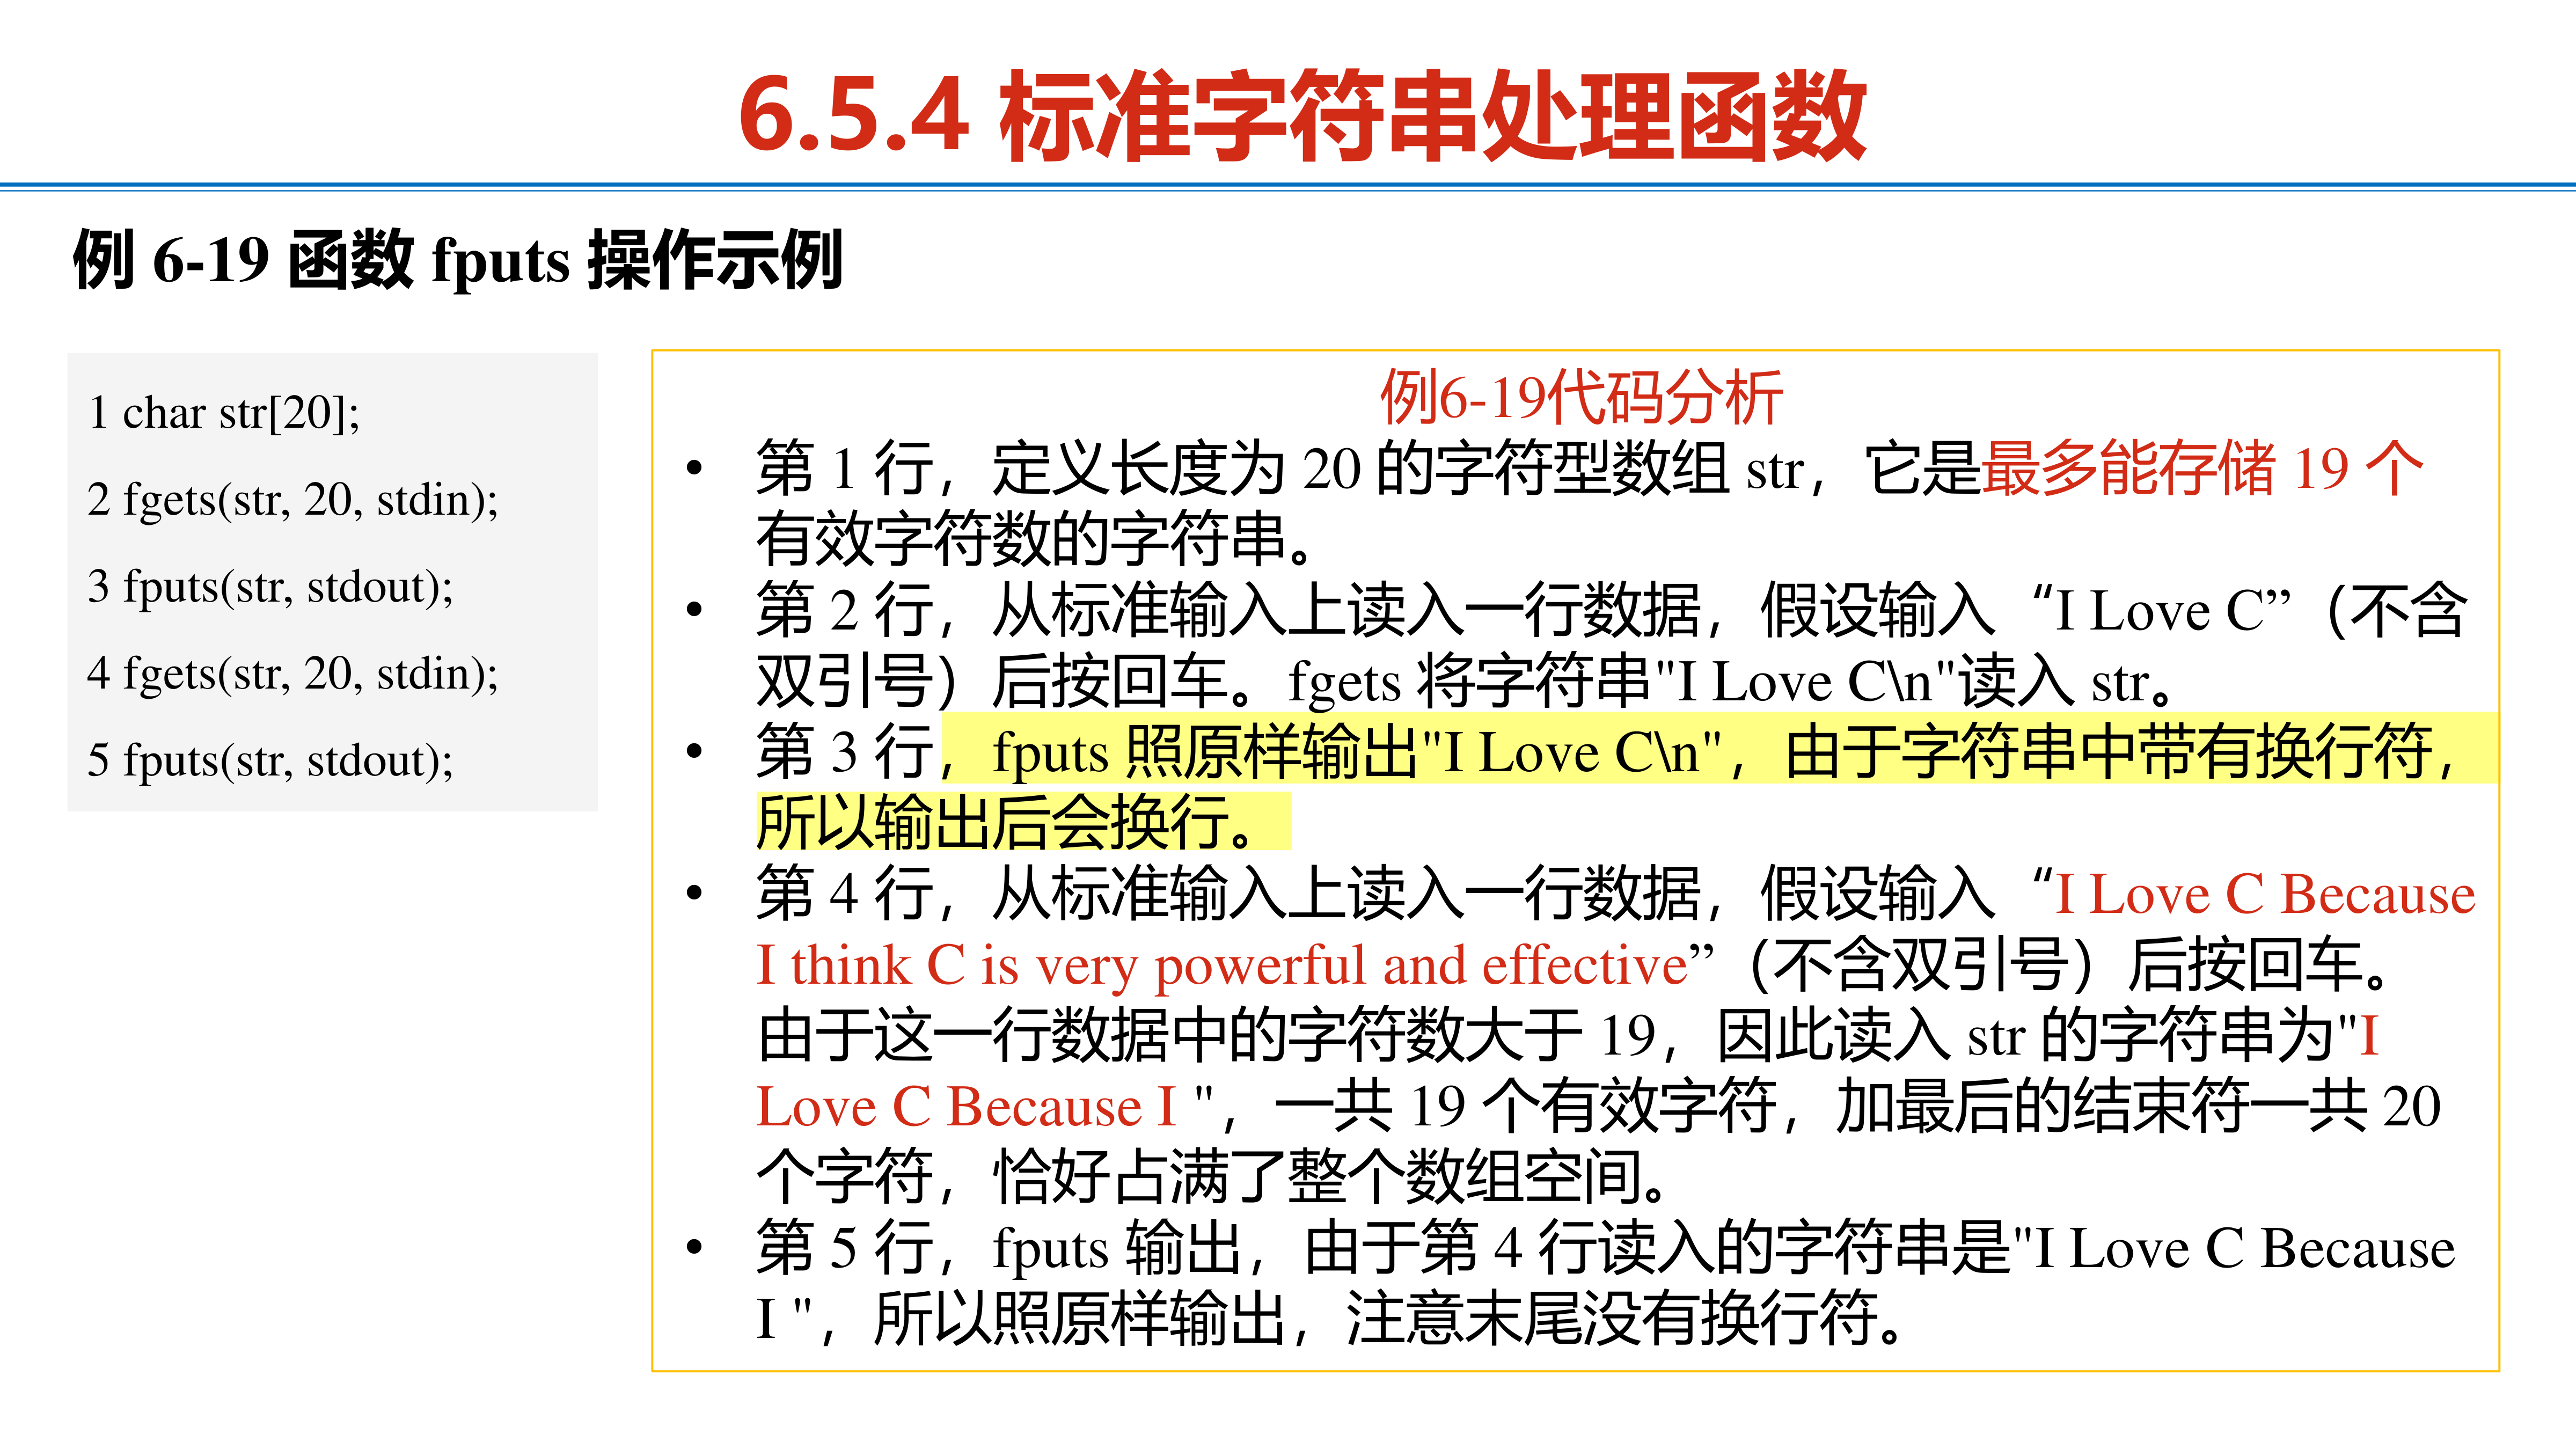 6.5.4 标准字符串处理函数
例 6-19 函数 fputs 操作示例
1 char str[20];
2 fgets(str, 20, stdin);
3 fputs(str, stdout);
4 fgets(str, 20, stdin);
5 fputs(str, stdout);
例6-19代码分析
• 第 1 行，定义长度为 20 的字符型数组 str，它是最多能存储 19 个
有效字符数的字符串。
• 第 2 行，从标准输入上读入一行数据，假设输入“I Love C”（不含
双引号）后按回车。fgets 将字符串"I Love C\n"读入 str。
• 第 3 行，fputs 照原样输出"I Love C\n"，由于字符串中带有换行符，
所以输出后会换行。
• 第 4 行，从标准输入上读入一行数据，假设输入“I Love C Because
I think C is very powerful and effective”（不含双引号）后按回车。
由于这一行数据中的字符数大于 19，因此读入 str 的字符串为"I
Love C Because I "，一共 19 个有效字符，加最后的结束符一共 20
个字符，恰好占满了整个数组空间。
• 第 5 行，fputs 输出，由于第 4 行读入的字符串是"I Love C Because
I "，所以照原样输出，注意末尾没有换行符。